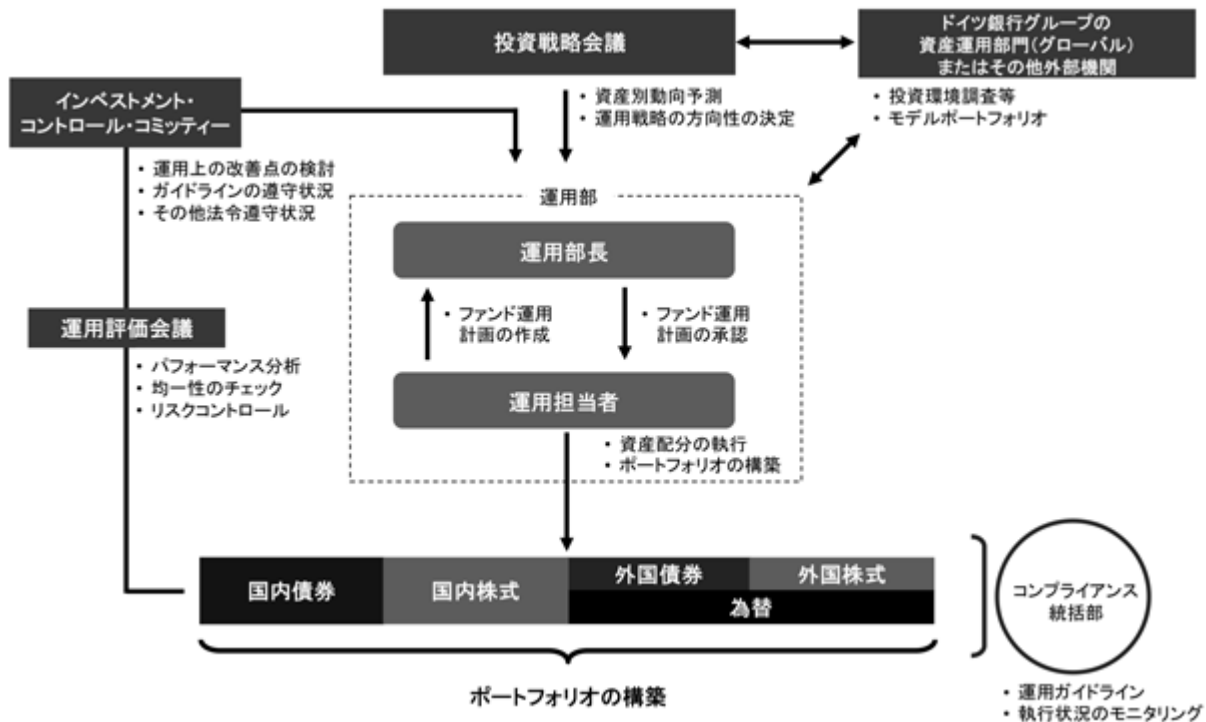 投資戦略会議
ドイツ銀行グループの
資産運用部門(グローバル)
またはその他外部機関
インベストメント・
コントロール・コミッティー
・資産別動向予測
・運用戦略の方向性の決定
・投資環境調査等
・モデルポートフォリオ
・運用上の改善点の検討
・ガイドラインの遵守状況
・その他法令遵守状況
運用部
運用部長
・ファンド運用
計画の作成
・ファンド運用
計画の承認
運用評価会議
・パフォーマンス分析
・均一性のチェック
・リスクコントロール
運用担当者
・資産配分の執行
・ポートフォリオの構築
国内債券
国内株式
外国債券
外国株式
為替
コンプライアンス
統括部
ポートフォリオの構築
・運用ガイドライン
・執行状況のモニタリング